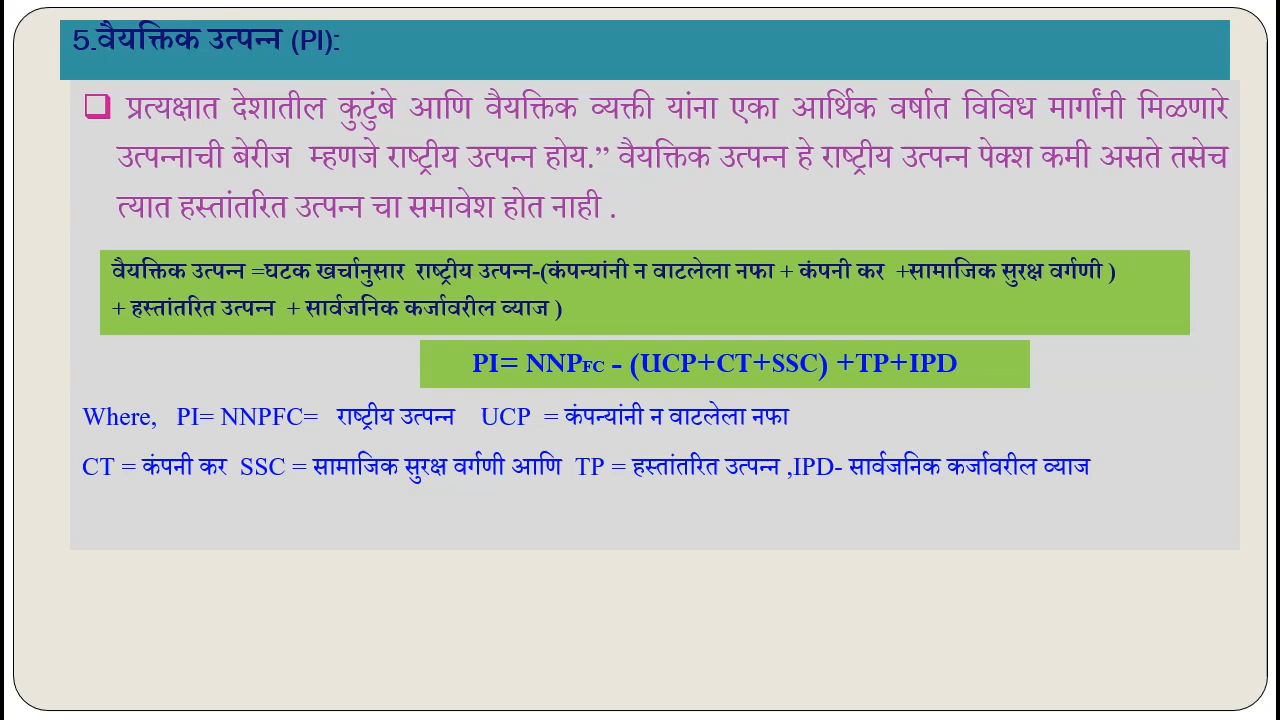 5.वैयक्तिक उत्पन्न (PI):
❑ प्रत्यक्षात देशातील कुटुंबे आणि वैयक्तिक व्यक्ती यांना एका आर्थिक वर्षात विविध मार्गांनी मिळणारे
उत्पन्नाची बेरीज म्हणजे राष्ट्रीय उत्पन्न होय.” वैयक्तिक उत्पन्न हे राष्ट्रीय उत्पन्न पेक्श कमी असते तसेच
त्यात हस्तांतरित उत्पन्न चा समावेश होत नाही .
वैयक्तिक उत्पन्न =घटक खर्चानुसार राष्ट्रीय उत्पन्न-(कंपन्यांनी न वाटलेला नफा + कंपनी कर +सामाजिक सुरक्ष वर्गणी )
+ हस्तांतरित उत्पन्न + सार्वजनिक कर्जावरील व्याज )
PI= NNPFC - (UCP+CT+SSC) +TP+IPD
Where, PI= NNPFC= राष्ट्रीय उत्पन्न UCP = कंपन्यांनी न वाटलेला नफा
CT = कंपनी कर SSC = सामाजिक सुरक्ष वर्गणी आणि TP = हस्तांतरित उत्पन्न ,IPD- सार्वजनिक कर्जावरील व्याज